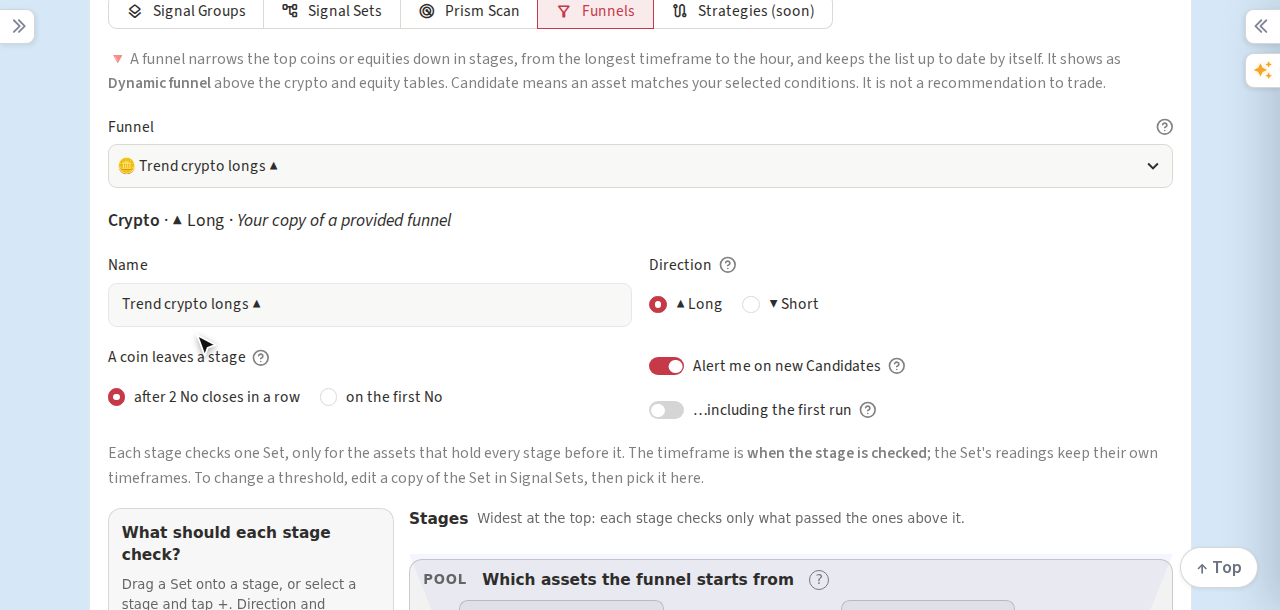 Signal Groups
Signal Sets
Prism Scan
Funnels
Strategies (soon)
A funnel narrows the top coins or equities down in stages, from the longest timeframe to the hour, and keeps the list up to date by itself. It shows as
Dynamic funnel above the crypto and equity tables. Candidate means an asset matches your selected conditions. It is not a recommendation to trade.
Funnel
Trend crypto longs ▲
Crypto · ▲ Long · Your copy of a provided funnel
Name
Direction
Trend crypto longs ▲
▲ Long
▼ Short
A coin leaves a stage
Alert me on new Candidates
after 2 No closes in a row
on the first No
...including the first run
Each stage checks one Set, only for the assets that hold every stage before it. The timeframe is when the stage is checked; the Set's readings keep their own
timeframes. To change a threshold, edit a copy of the Set in Signal Sets, then pick it here.
What should each stage
check?
Drag a Set onto a stage, or select a
stage and tap +. Direction and
Stages
Widest at the top: each stage checks only what passed the ones above it.
POOL
Which assets the funnel starts from
↑ Top